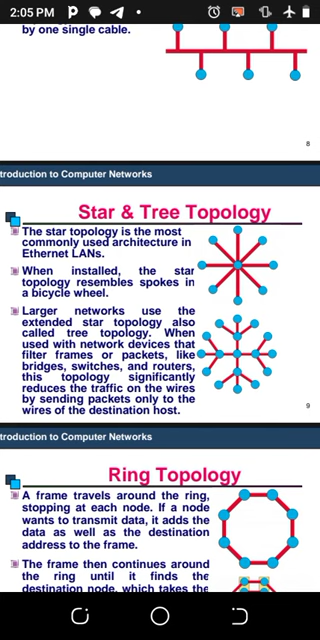 2:05 PM
by one single cable.
8
troduction to Computer Networks
Star & Tree Topology
The star topology is the most
commonly used architecture in
Ethernet LANs.
When installed, the star
topology resembles spokes in
a bicycle wheel.
Larger networks use the
extended star topology also
called tree topology. When
used with network devices that
filter frames or packets, like
bridges, switches, and routers,
this topology significantly
reduces the traffic on the wires
by sending packets only to the
wires of the destination host.
9
troduction to Computer Networks
Ring Topology
A frame travels around the ring,
stopping at each node. If a node
wants to transmit data, it adds the
data as well as the destination
address to the frame.
The frame then continues around
the ring until it finds the
destination node, which takes the